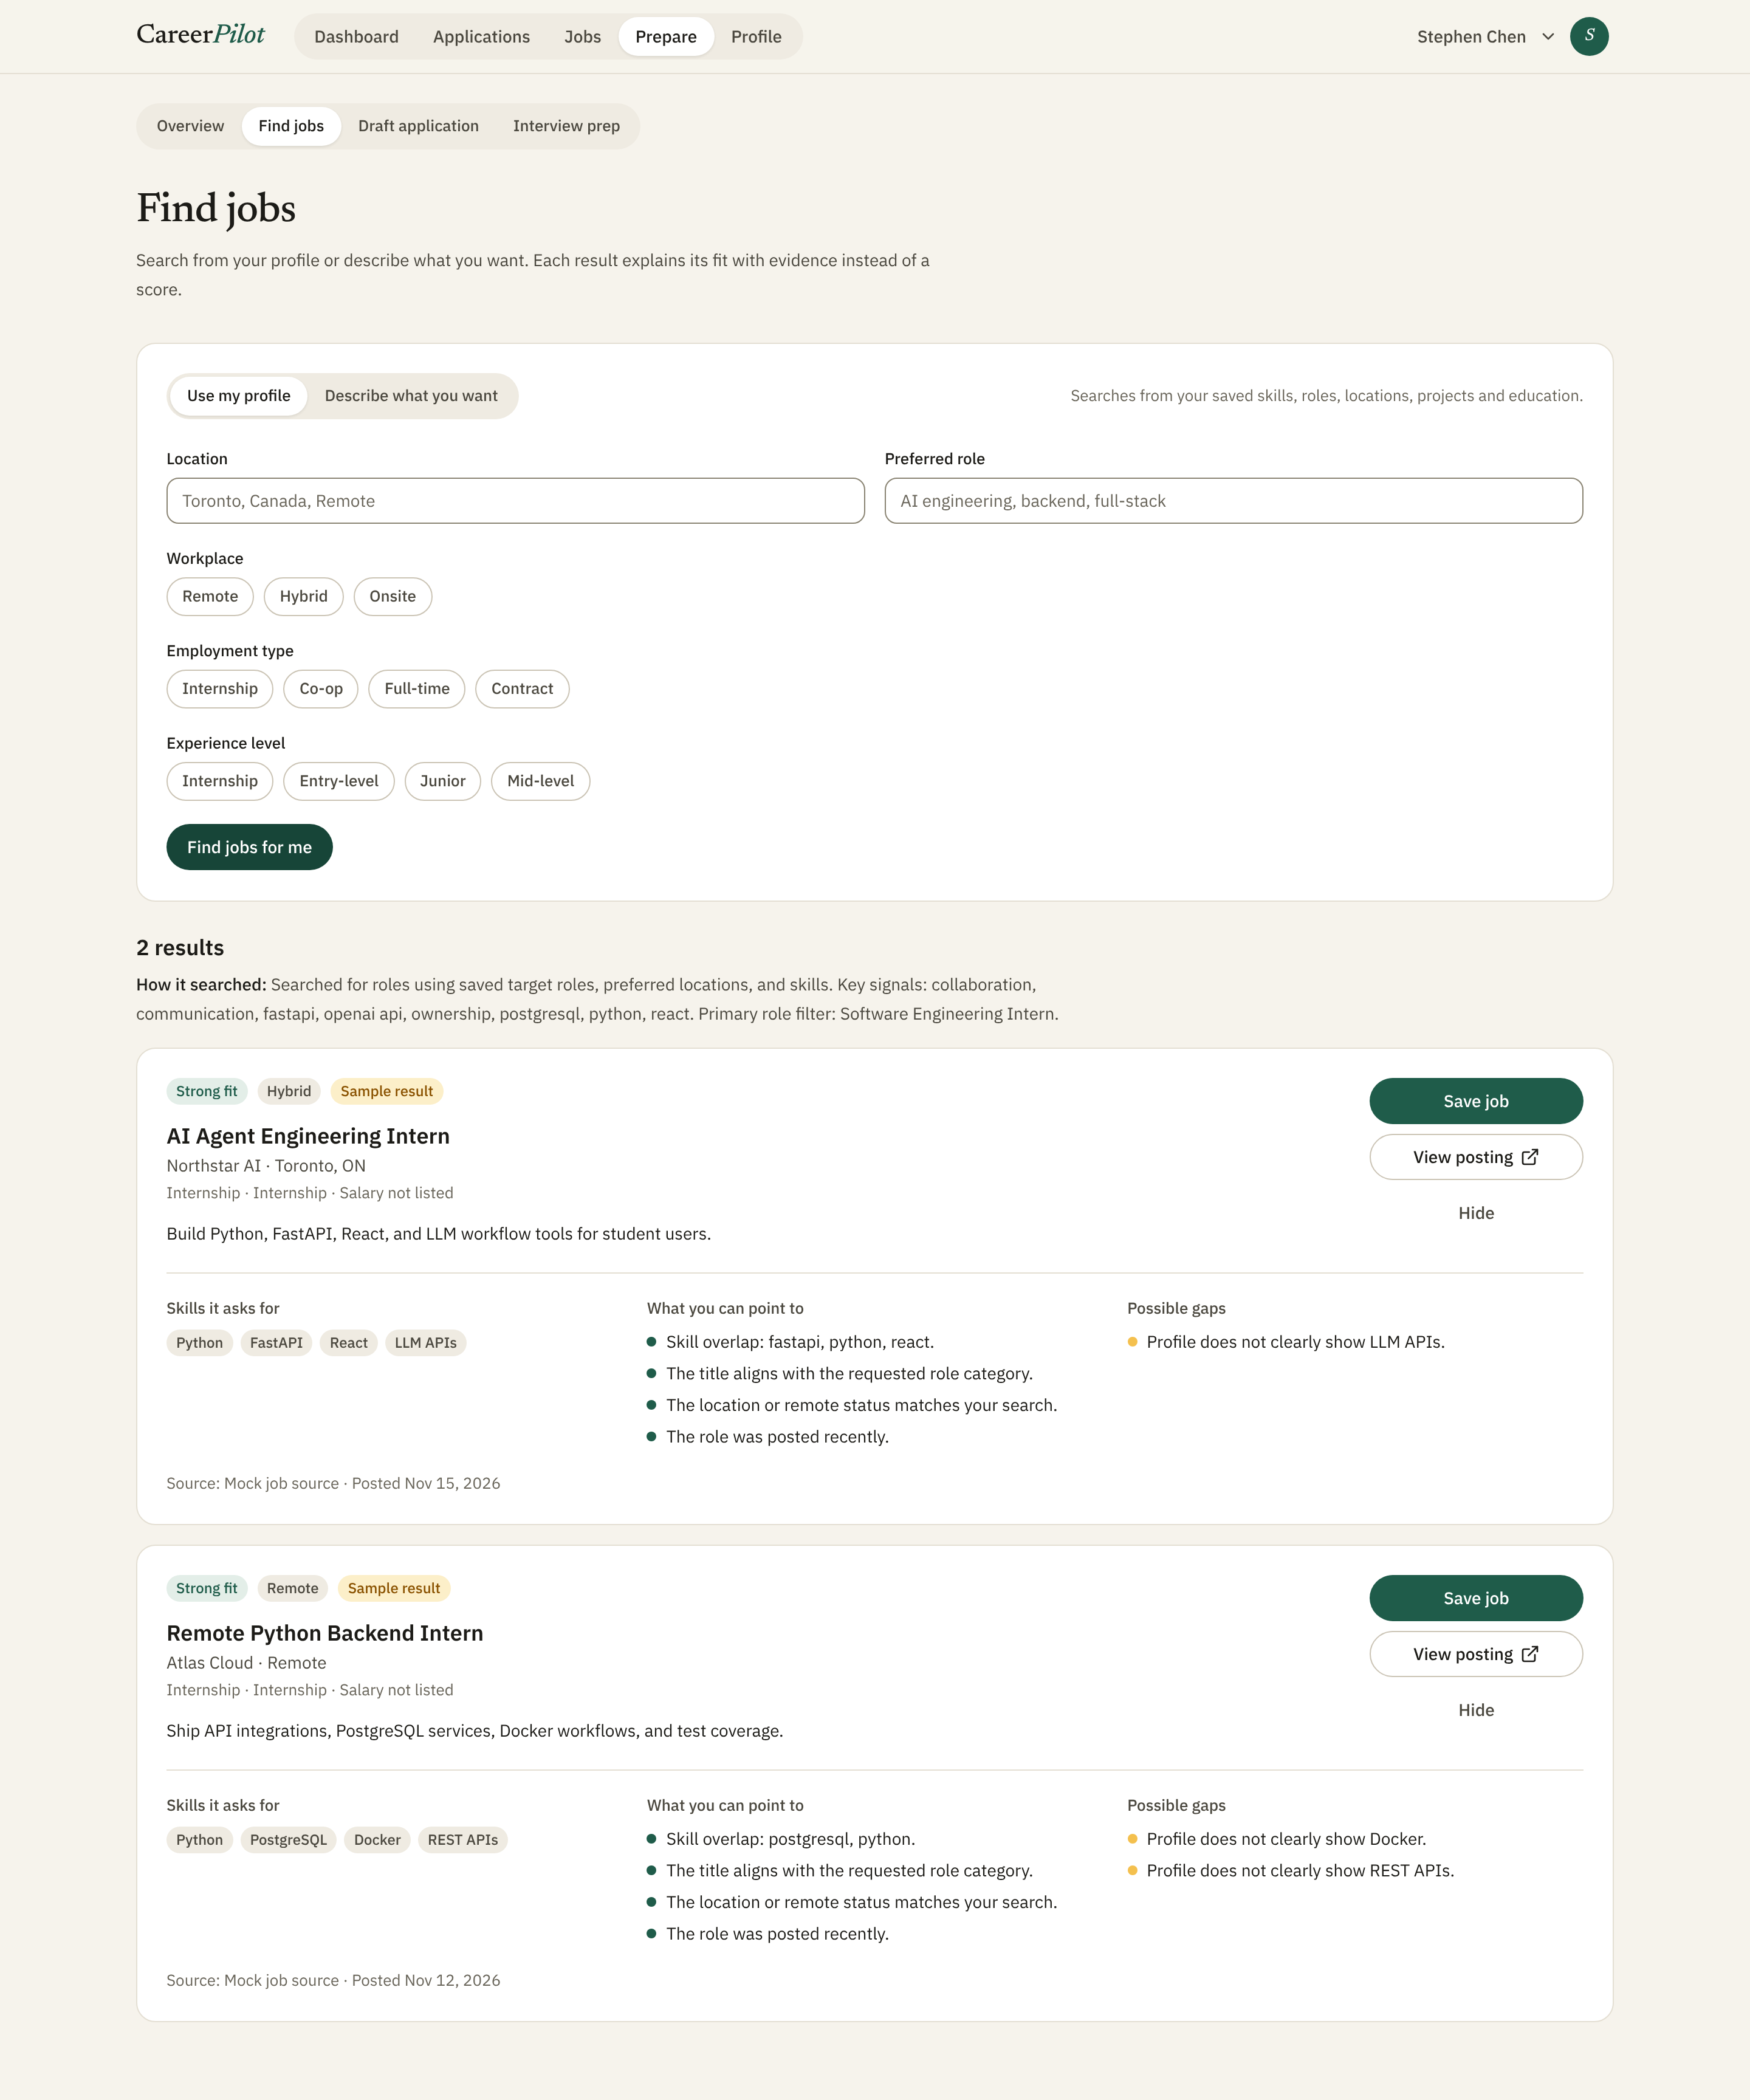 CareerPilot
Dashboard
Applications
Jobs
Prepare
Profile
Stephen Chen
S
Overview
Find jobs
Draft application
Interview prep
Find jobs
Search from your profile or describe what you want. Each result explains its fit with evidence instead of a
score.
Use my profile
Describe what you want
Searches from your saved skills, roles, locations, projects and education.
Location
Toronto, Canada, Remote
Preferred role
AI engineering, backend, full-stack
Workplace
Remote
Hybrid
Onsite
Employment type
Internship
Co-op
Full-time
Contract
Experience level
Internship
Entry-level
Junior
Mid-level
Find jobs for me
2 results
How it searched: Searched for roles using saved target roles, preferred locations, and skills. Key signals: collaboration,
communication, fastapi, openai api, ownership, postgresql, python, react. Primary role filter: Software Engineering Intern.
Strong fit
Hybrid
Sample result
AI Agent Engineering Intern
Northstar AI · Toronto, ON
Internship · Internship · Salary not listed
Build Python, FastAPI, React, and LLM workflow tools for student users.
Save job
View posting
Hide
Skills it asks for
Python
FastAPI
React
LLM APIs
What you can point to
Skill overlap: fastapi, python, react.
The title aligns with the requested role category.
The location or remote status matches your search.
The role was posted recently.
Possible gaps
Profile does not clearly show LLM APIs.
Source: Mock job source · Posted Nov 15, 2026
Strong fit
Remote
Sample result
Remote Python Backend Intern
Atlas Cloud · Remote
Internship · Internship · Salary not listed
Ship API integrations, PostgreSQL services, Docker workflows, and test coverage.
Save job
View posting
Hide
Skills it asks for
Python
PostgreSQL
Docker
REST APIs
What you can point to
Skill overlap: postgresql, python.
The title aligns with the requested role category.
The location or remote status matches your search.
The role was posted recently.
Possible gaps
Profile does not clearly show Docker.
Profile does not clearly show REST APIs.
Source: Mock job source · Posted Nov 12, 2026